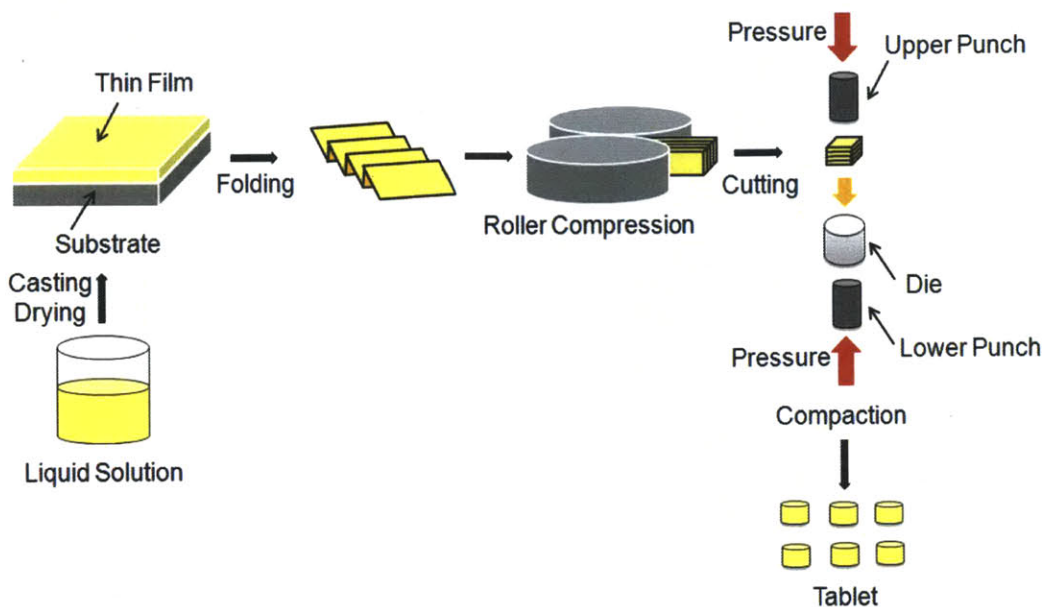 Thin Film
Substrate
Casting
Drying
Liquid Solution
Folding
Roller Compression
Cutting
Pressure
Upper Punch
Die
Lower Punch
Pressure
Compaction
Tablet